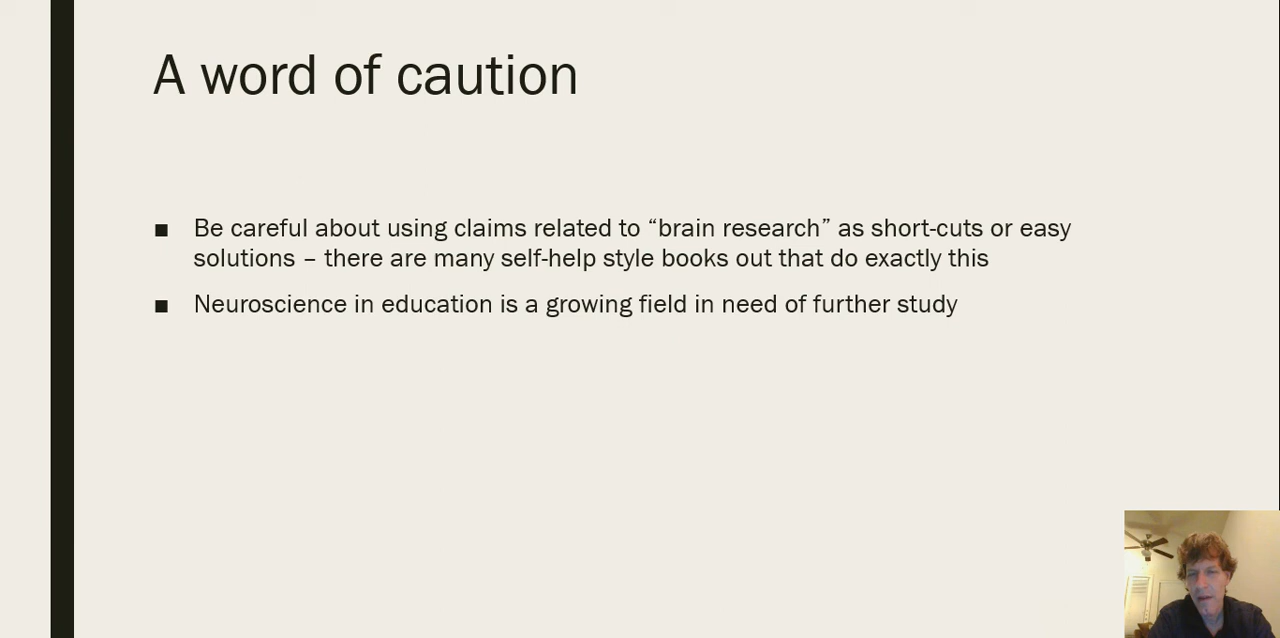 A word of caution
■ Be careful about using claims related to “brain research” as short-cuts or easy
solutions – there are many self-help style books out that do exactly this
■ Neuroscience in education is a growing field in need of further study